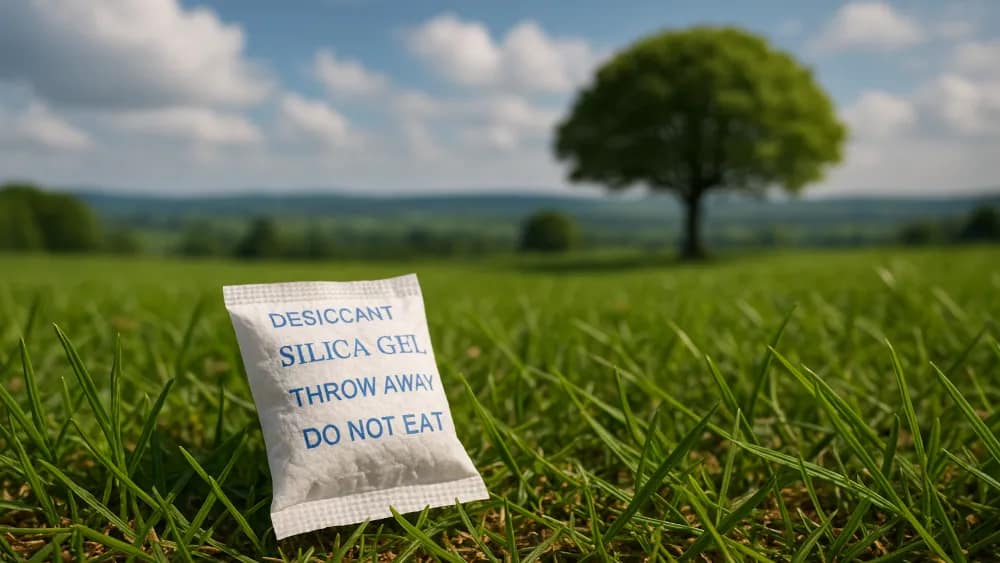 DESICCANT
SILICA GEL
THROW AWAY
DO NOT EAT